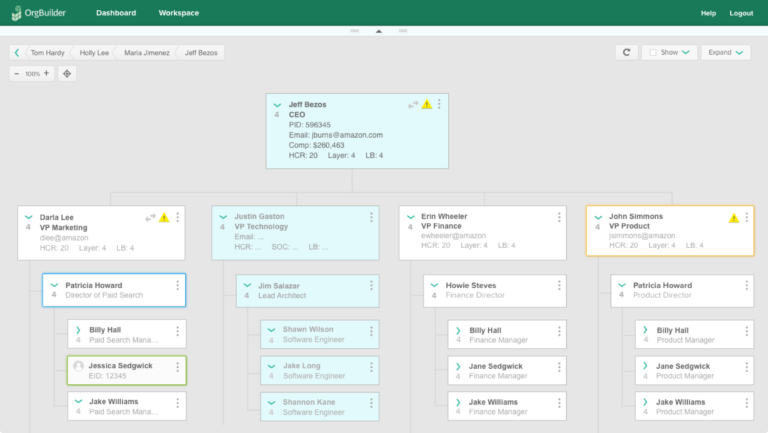 OrgBuilder Dashboard Workspace Help Logout
Tom Hardy Holly Lee Maria Jimenez Jeff Bezos Show Expand
− 100% +
Jeff Bezos
4 CEO
PID: 596345
Email: jburns@amazon.com
Comp: $260,463
HCR: 20 Layer: 4 LB: 4
Darla Lee
4 VP Marketing
dlee@amazon
HCR: 20 Layer: 4 LB: 4
Justin Gaston
4 VP Technology
Email: ...
HCR: ... SOC: ... LB: ...
Erin Wheeler
4 VP Finance
ewheeler@amazon
HCR: 20 Layer: 4 LB: 4
John Simmons
4 VP Product
jsimmons@amazon
HCR: 20 Layer: 4 LB: 4
Patricia Howard
4 Director of Paid Search
Jim Salazar
4 Lead Architect
Howie Steves
4 Finance Director
Patricia Howard
4 Product Director
Billy Hall
4 Paid Search Mana...
Shawn Wilson
4 Software Engineer
Billy Hall
4 Finance Manager
Billy Hall
4 Product Manager
Jessica Sedgwick
EID: 12345
Jake Long
4 Software Engineer
Jane Sedgwick
4 Finance Manager
Jane Sedgwick
4 Product Manager
Jake Williams
4 Paid Search Mana...
Shannon Kane
4 Software Engineer
Jake Williams
4 Finance Manager
Jake Williams
4 Product Manager